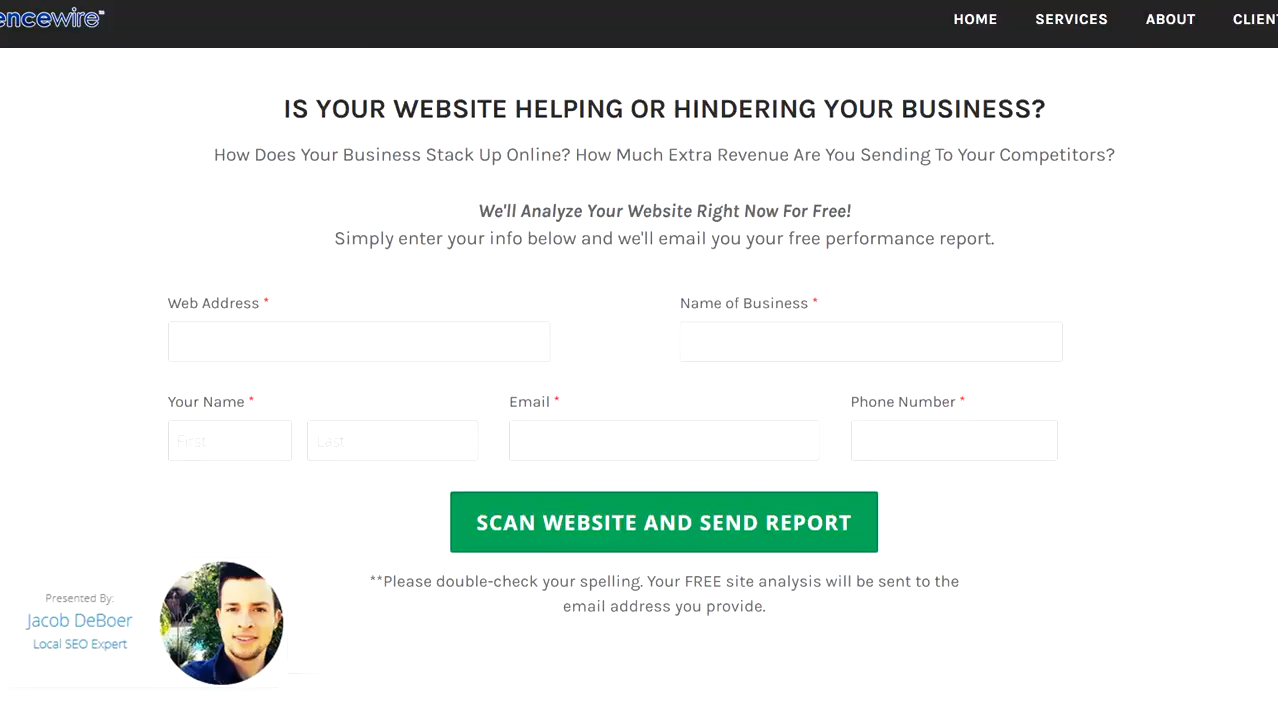 encewire™
HOME SERVICES ABOUT CLIENT
IS YOUR WEBSITE HELPING OR HINDERING YOUR BUSINESS?
How Does Your Business Stack Up Online? How Much Extra Revenue Are You Sending To Your Competitors?
We'll Analyze Your Website Right Now For Free!
Simply enter your info below and we'll email you your free performance report.
Web Address *
Name of Business *
Your Name *
Email *
Phone Number *
First
Last
SCAN WEBSITE AND SEND REPORT
**Please double-check your spelling. Your FREE site analysis will be sent to the
email address you provide.
Presented By:
Jacob DeBoer
Local SEO Expert